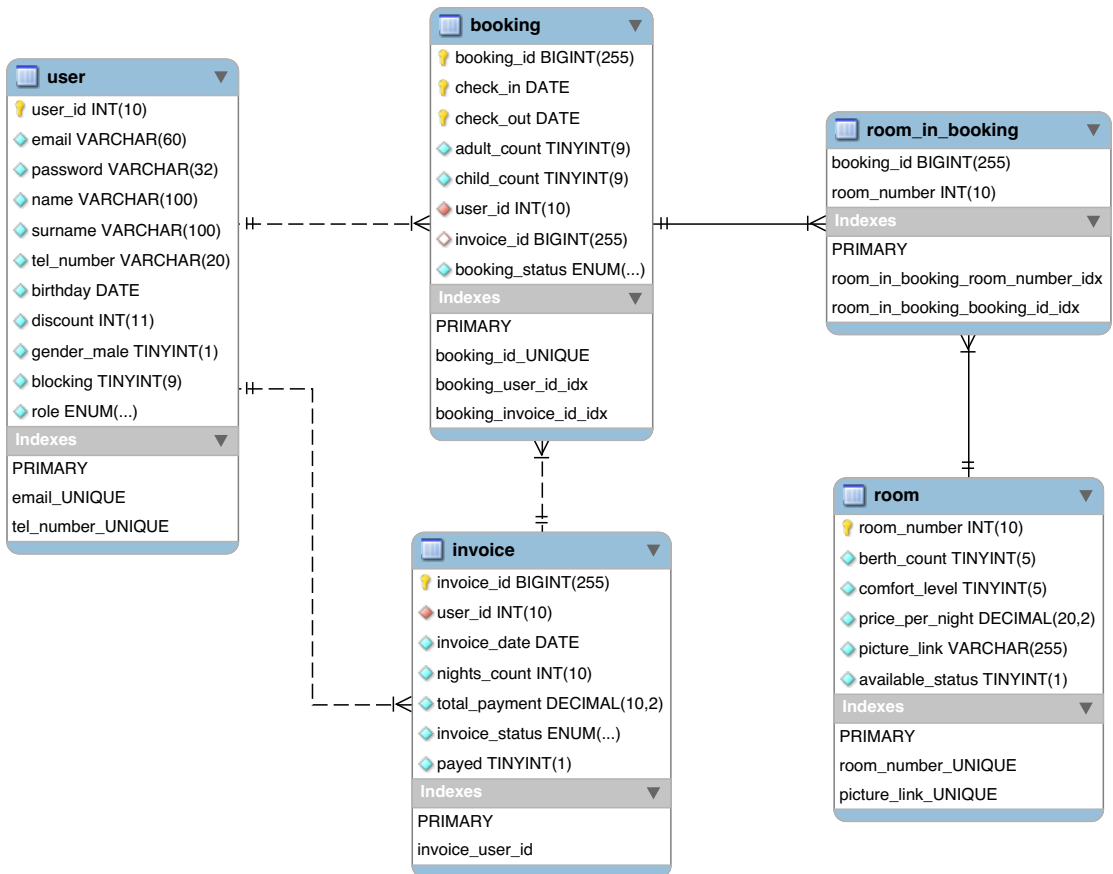 user
user_id INT(10)
email VARCHAR(60)
password VARCHAR(32)
name VARCHAR(100)
surname VARCHAR(100)
tel_number VARCHAR(20)
birthday DATE
discount INT(11)
gender_male TINYINT(1)
blocking TINYINT(9)
role ENUM(...)
Indexes
PRIMARY
email_UNIQUE
tel_number_UNIQUE
booking
booking_id BIGINT(255)
check_in DATE
check_out DATE
adult_count TINYINT(9)
child_count TINYINT(9)
user_id INT(10)
invoice_id BIGINT(255)
booking_status ENUM(...)
Indexes
PRIMARY
booking_id_UNIQUE
booking_user_id_idx
booking_invoice_id_idx
room_in_booking
booking_id BIGINT(255)
room_number INT(10)
Indexes
PRIMARY
room_in_booking_room_number_idx
room_in_booking_booking_id_idx
invoice
invoice_id BIGINT(255)
user_id INT(10)
invoice_date DATE
nights_count INT(10)
total_payment DECIMAL(10,2)
invoice_status ENUM(...)
payed TINYINT(1)
Indexes
PRIMARY
invoice_user_id
room
room_number INT(10)
berth_count TINYINT(5)
comfort_level TINYINT(5)
price_per_night DECIMAL(20,2)
picture_link VARCHAR(255)
available_status TINYINT(1)
Indexes
PRIMARY
room_number_UNIQUE
picture_link_UNIQUE